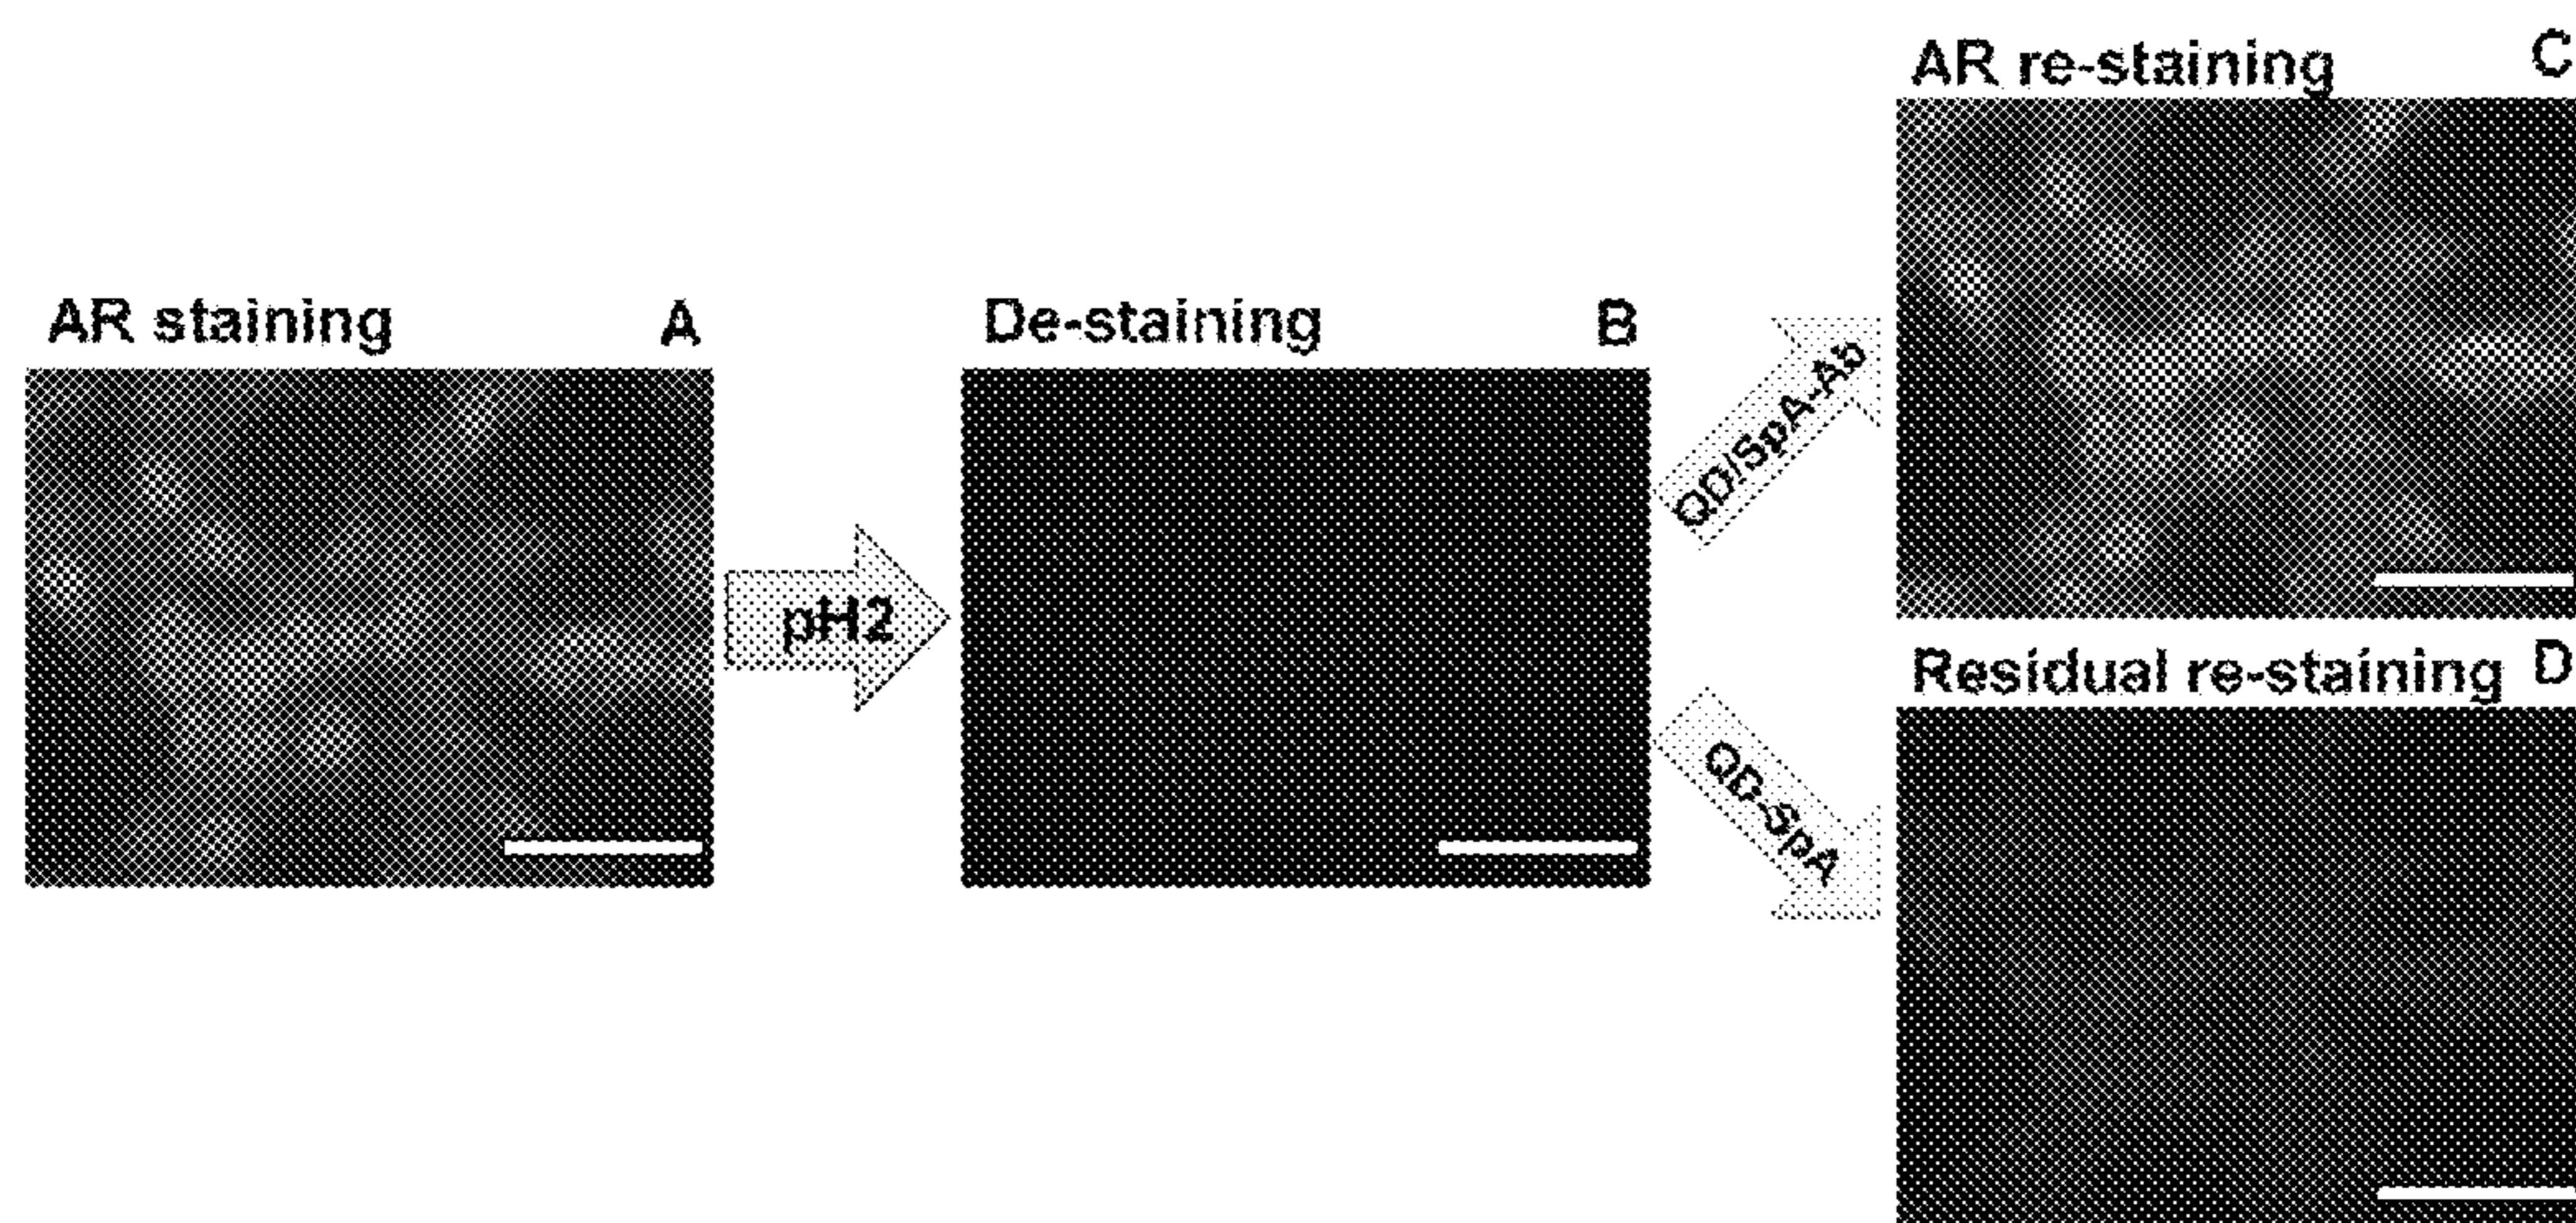 AR staining A
pH2
De-staining B
QD/SpA-Ab
AR re-staining C
QD-SpA
Residual re-staining D